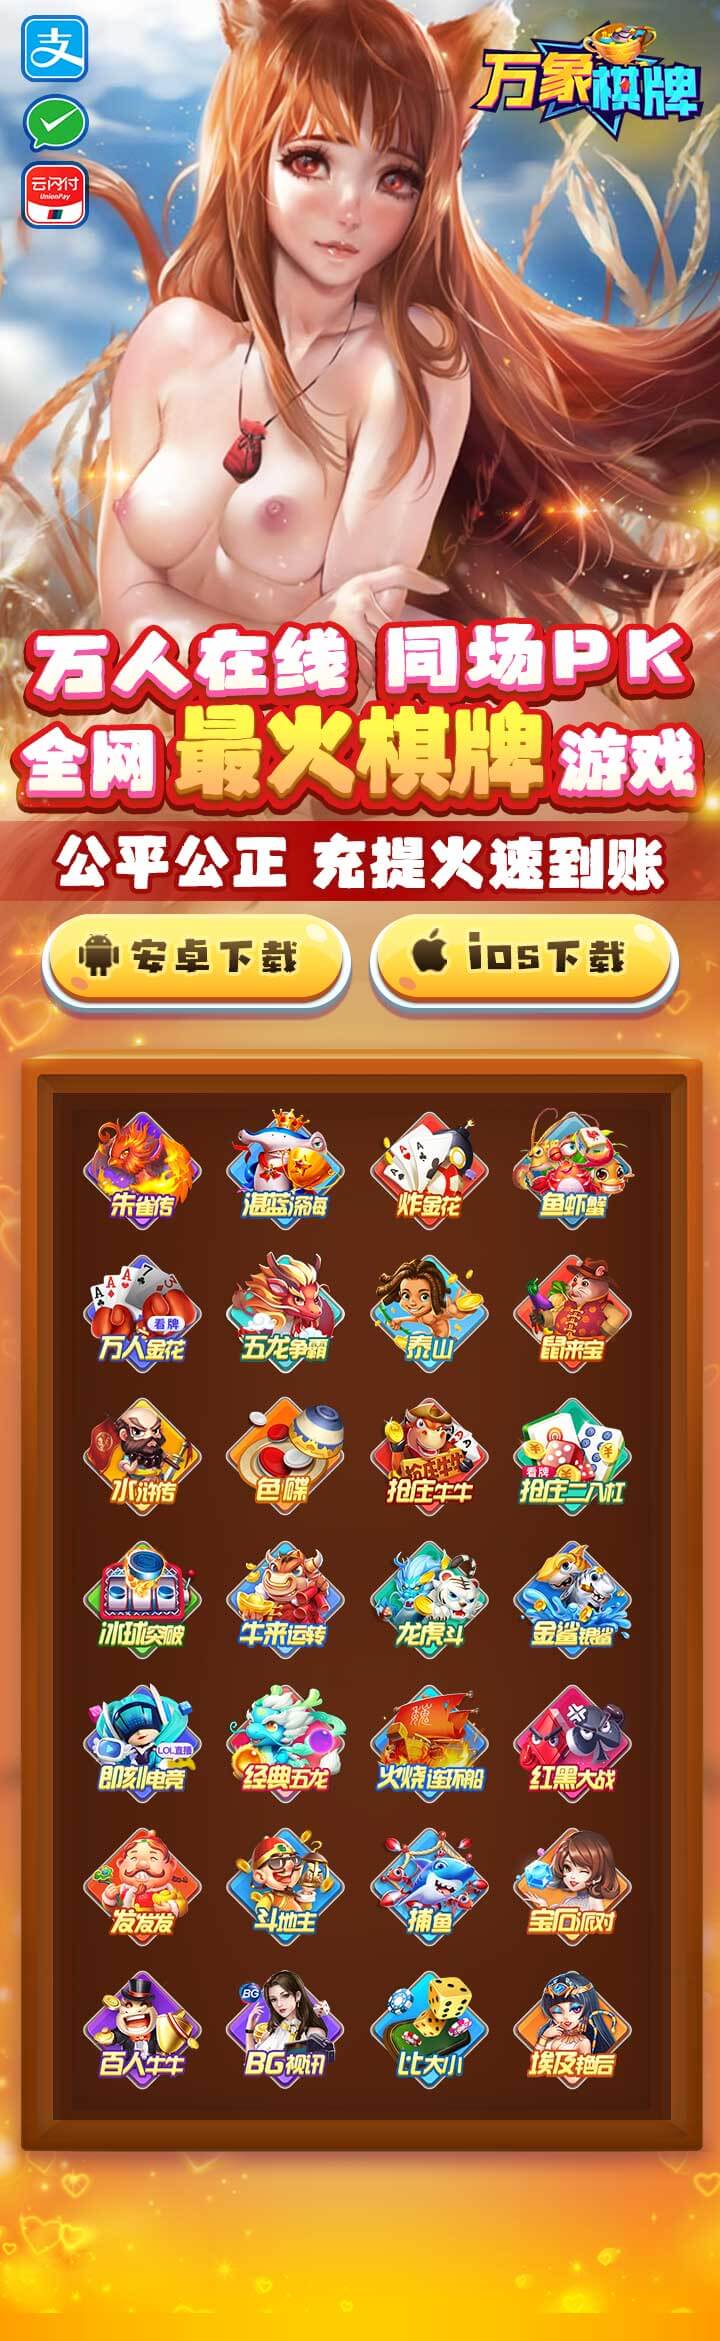 支
万象棋牌
云闪付
UnionPay
万人在线 同场PK
全网最火棋牌游戏
公平公正 充提火速到账
安卓下载
ios下载
朱雀传
湛蓝深海
炸金花
鱼虾蟹
看牌
万人金花
五龙争霸
泰山
鼠来宝
水浒传
色碟
抢庄牛牛
看牌
抢庄二八杠
冰球突破
牛来运转
龙虎斗
金鲨银鲨
LOL直播
即刻电竞
经典五龙
火烧连环船
红黑大战
发发发
斗地主
捕鱼
宝石派对
百人牛牛
BG
BG视讯
比大小
埃及艳后